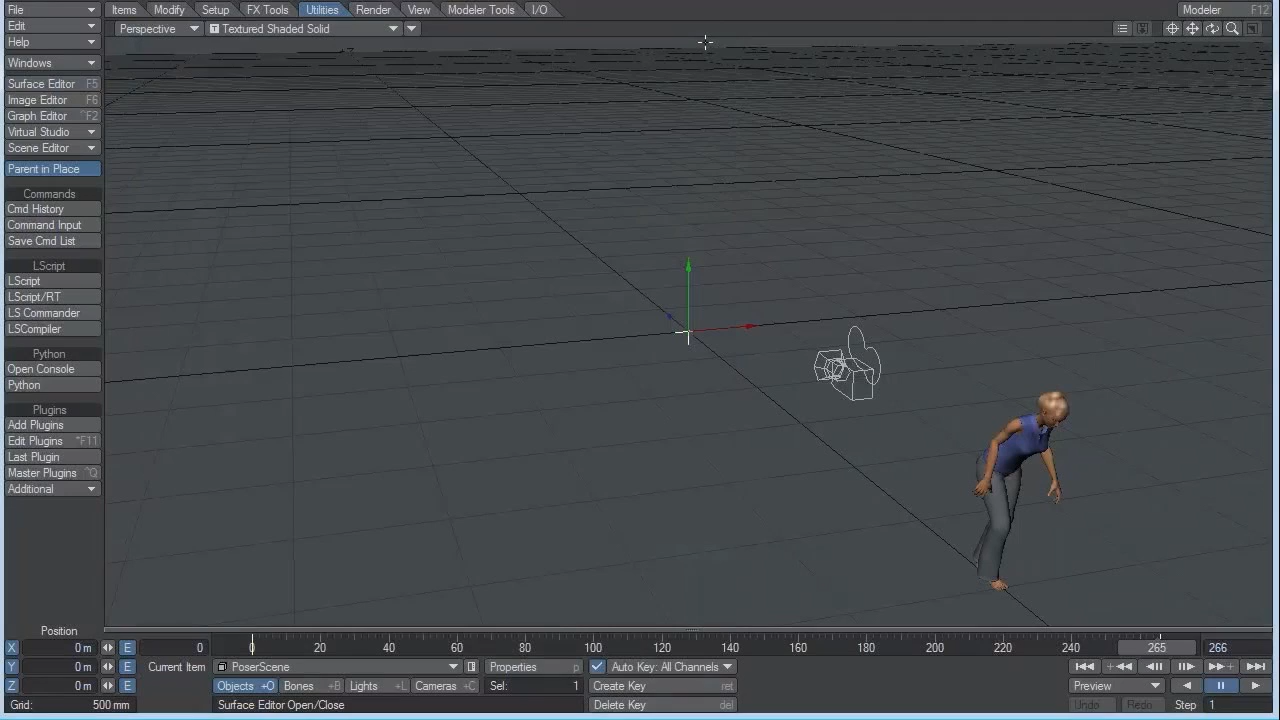 File Items Modify Setup FX Tools Utilities Render View Modeler Tools I/O Modeler F12
Edit Perspective T Textured Shaded Solid
Help
Windows
Surface Editor F5
Image Editor F6
Graph Editor ^F2
Virtual Studio
Scene Editor
Parent in Place
Commands
Cmd History
Command Input
Save Cmd List
LScript
LScript
LScript/RT
LS Commander
LSCompiler
Python
Open Console
Python
Plugins
Add Plugins
Edit Plugins *F11
Last Plugin
Master Plugins ^Q
Additional
Position
X 0 m E 0 0 20 40 60 80 100 120 140 160 180 200 220 240 265 266
Y 0 m E Current Item PoserScene Properties p Auto Key: All Channels
Z 0 m E Objects +O Bones +B Lights +L Cameras +C Sel: 1 Create Key ret Preview
Grid: 500 mm Surface Editor Open/Close Delete Key del Undo Redo Step 1